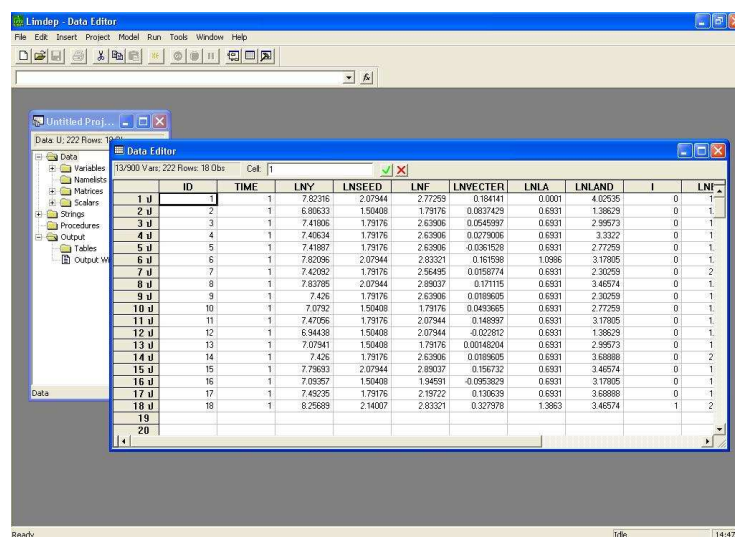 Limdep - Data Editor
File Edit Insert Project Model Run Tools Window Help
Untitled Proj...
Data: U; 222 Rows: 18
Data
Variables
Namelists
Matrices
Scalars
Strings
Procedures
Output
Tables
Output Wi
Data
Data Editor
13/900 Vars; 222 Rows: 18 Obs Cell: 1
ID TIME LNY LNSEED LNF LNVECTER LNLA LNLAND I
1 1 1 7.82316 2.07944 2.77259 0.184141 0.0001 4.02535 0 1
2 2 1 6.80633 1.50408 1.79176 0.0837429 0.6931 1.38629 0 1.
3 3 1 7.41806 1.79176 2.63906 0.0545997 0.6931 2.99573 0 1
4 4 1 7.40634 1.79176 2.63906 0.0279006 0.6931 3.3322 0 1
5 5 1 7.41887 1.79176 2.63906 -0.0361528 0.6931 2.77259 0 1.
6 6 1 7.82096 2.07944 2.83321 0.161598 1.0986 3.17805 0 1.
7 7 1 7.42092 1.79176 2.56495 0.0158774 0.6931 2.30259 0 2
8 8 1 7.83785 2.07944 2.89037 0.171115 0.6931 3.46574 0 1.
9 9 1 7.426 1.79176 2.63906 0.0189605 0.6931 2.30259 0 1
10 10 1 7.0792 1.50408 1.79176 0.0493665 0.6931 2.77259 0 1.
11 11 1 7.47056 1.79176 2.07944 0.148997 0.6931 3.17805 0 1.
12 12 1 6.94438 1.50408 2.07944 -0.022812 0.6931 1.38629 0 1.
13 13 1 7.07941 1.50408 1.79176 0.00148204 0.6931 2.99573 0 1
14 14 1 7.426 1.79176 2.63906 0.0189605 0.6931 3.68888 0 2
15 15 1 7.79693 2.07944 2.89037 0.156732 0.6931 3.46574 0 1
16 16 1 7.09357 1.50408 1.94591 -0.0953829 0.6931 3.17805 0 1
17 17 1 7.49235 1.79176 2.19722 0.130639 0.6931 3.68888 0 1
18 18 1 8.25689 2.14007 2.83321 0.327978 1.3863 3.46574 1 2
19
20
Ready Idle 14:47